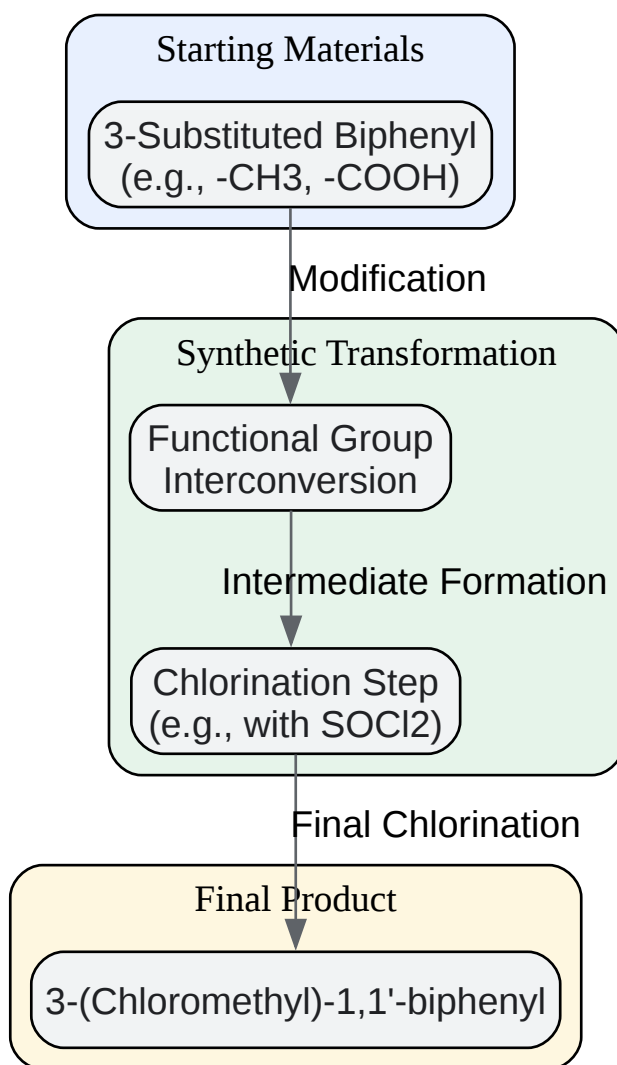 Starting Materials
3-Substituted Biphenyl
(e.g., -CH3, -COOH)
Modification
Synthetic Transformation
Functional Group
Interconversion
Intermediate Formation
Chlorination Step
(e.g., with SOCl2)
Final Chlorination
Final Product
3-(Chloromethyl)-1,1'-biphenyl